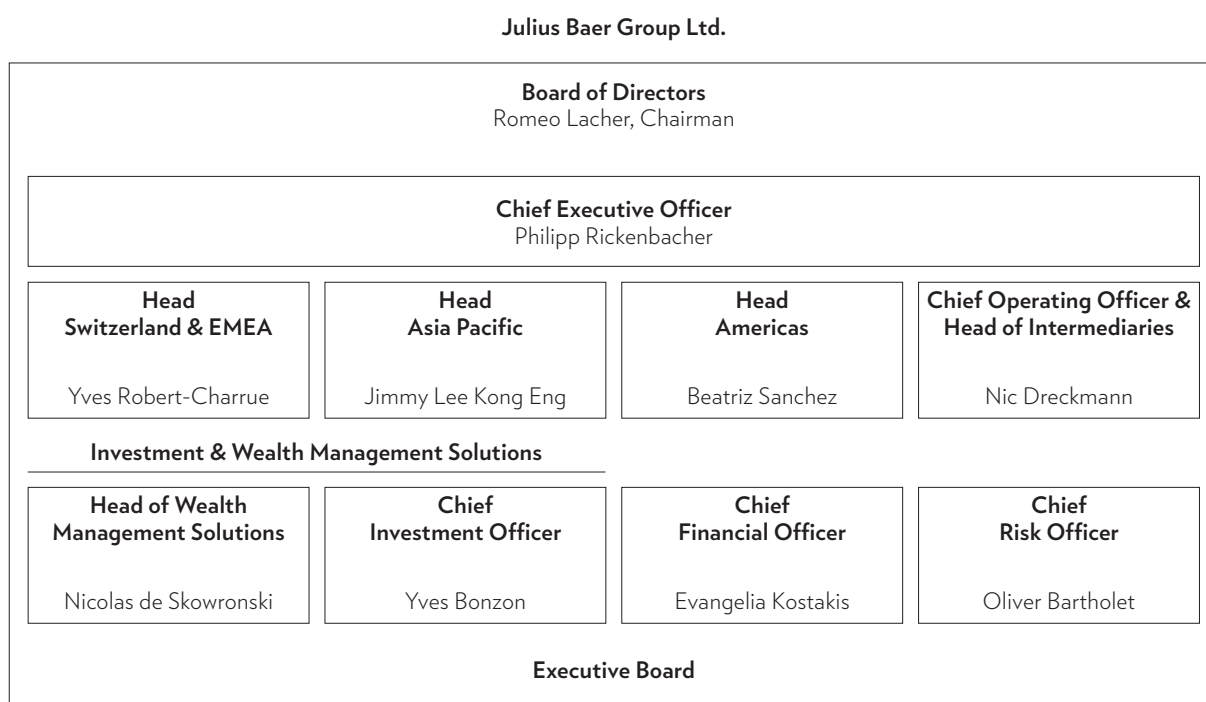 Julius Baer Group Ltd.
Board of Directors
Romeo Lacher, Chairman
Chief Executive Officer
Philipp Rickenbacher
Head
Switzerland & EMEA
Yves Robert-Charrue
Head
Asia Pacific
Jimmy Lee Kong Eng
Head
Americas
Beatriz Sanchez
Chief Operating Officer &
Head of Intermediaries
Nic Dreckmann
Investment & Wealth Management Solutions
Head of Wealth
Management Solutions
Nicolas de Skowronski
Chief
Investment Officer
Yves Bonzon
Chief
Financial Officer
Evangelia Kostakis
Chief
Risk Officer
Oliver Bartholet
Executive Board